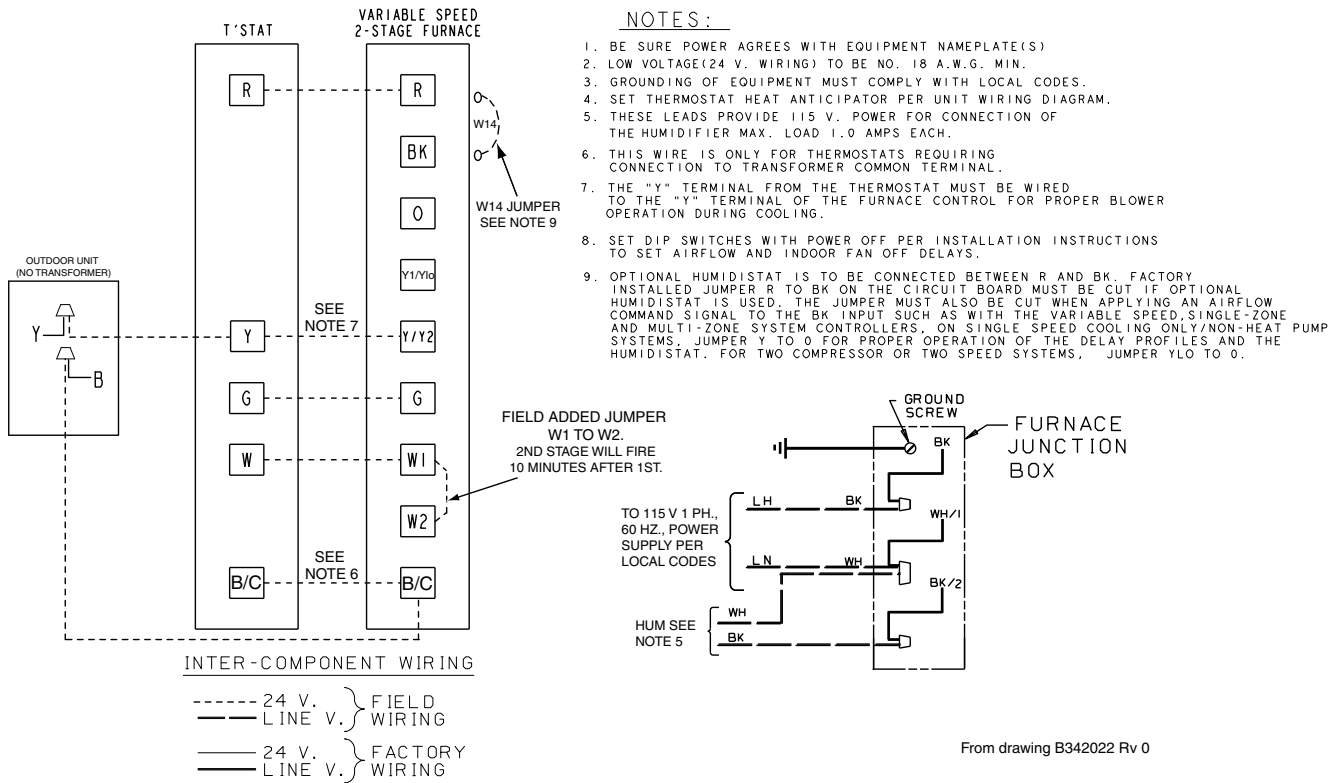 T'STAT
VARIABLE SPEED
2-STAGE FURNACE
R
R
W14
BK
W14 JUMPER
SEE NOTE 9
O
OUTDOOR UNIT
(NO TRANSFORMER)
Y1/Ylo
Y
B
SEE
NOTE 7
Y
Y/Y2
G
G
FIELD ADDED JUMPER
W1 TO W2.
2ND STAGE WILL FIRE
10 MINUTES AFTER 1ST.
W
W1
W2
SEE
NOTE 6
B/C
B/C
INTER-COMPONENT WIRING
24 V.
LINE V.
FIELD
WIRING
24 V.
LINE V.
FACTORY
WIRING
NOTES:
1. BE SURE POWER AGREES WITH EQUIPMENT NAMEPLATE(S)
2. LOW VOLTAGE(24 V. WIRING) TO BE NO. 18 A.W.G. MIN.
3. GROUNDING OF EQUIPMENT MUST COMPLY WITH LOCAL CODES.
4. SET THERMOSTAT HEAT ANTICIPATOR PER UNIT WIRING DIAGRAM.
5. THESE LEADS PROVIDE 115 V. POWER FOR CONNECTION OF
THE HUMIDIFIER MAX. LOAD 1.0 AMPS EACH.
6. THIS WIRE IS ONLY FOR THERMOSTATS REQUIRING
CONNECTION TO TRANSFORMER COMMON TERMINAL.
7. THE "Y" TERMINAL FROM THE THERMOSTAT MUST BE WIRED
TO THE "Y" TERMINAL OF THE FURNACE CONTROL FOR PROPER BLOWER
OPERATION DURING COOLING.
8. SET DIP SWITCHES WITH POWER OFF PER INSTALLATION INSTRUCTIONS
TO SET AIRFLOW AND INDOOR FAN OFF DELAYS.
9. OPTIONAL HUMIDISTAT IS TO BE CONNECTED BETWEEN R AND BK. FACTORY
INSTALLED JUMPER R TO BK ON THE CIRCUIT BOARD MUST BE CUT IF OPTIONAL
HUMIDISTAT IS USED. THE JUMPER MUST ALSO BE CUT WHEN APPLYING AN AIRFLOW
COMMAND SIGNAL TO THE BK INPUT SUCH AS WITH THE VARIABLE SPEED,SINGLE-ZONE
AND MULTI-ZONE SYSTEM CONTROLLERS, ON SINGLE SPEED COOLING ONLY/NON-HEAT PUMP
SYSTEMS, JUMPER Y TO O FOR PROPER OPERATION OF THE DELAY PROFILES AND THE
HUMIDISTAT. FOR TWO COMPRESSOR OR TWO SPEED SYSTEMS, JUMPER YLO TO O.
GROUND
SCREW
FURNACE
JUNCTION
BOX
BK
TO 115 V 1 PH.,
60 HZ., POWER
SUPPLY PER
LOCAL CODES
LH
BK
WH/1
LN
WH
BK/2
HUM SEE
NOTE 5
WH
BK
From drawing B342022 Rv 0